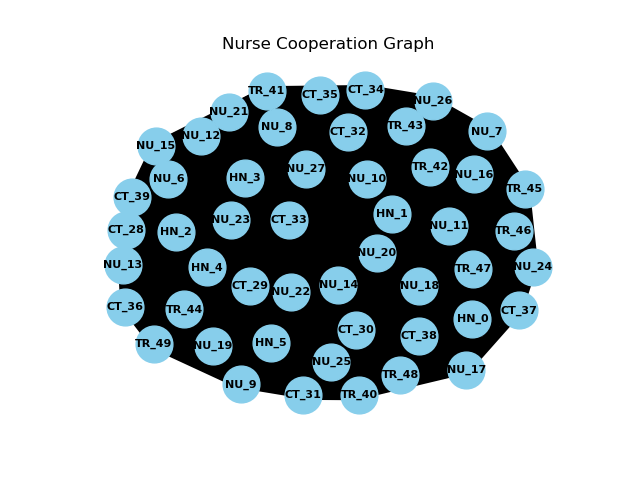 Nurse Cooperation Graph
TR_41
CT_35
CT_34
NU_26
NU_21
NU_8
CT_32
TR_43
NU_7
NU_12
NU_15
NU_6
HN_3
NU_27
NU_10
TR_42
NU_16
TR_45
CT_39
CT_28
HN_2
NU_23
CT_33
HN_1
NU_11
TR_46
NU_20
NU_13
HN_4
TR_47
NU_24
CT_29
NU_22
NU_14
NU_18
CT_36
TR_44
CT_37
HN_0
CT_30
CT_38
TR_49
NU_19
HN_5
NU_25
NU_9
TR_48
NU_17
CT_31
TR_40